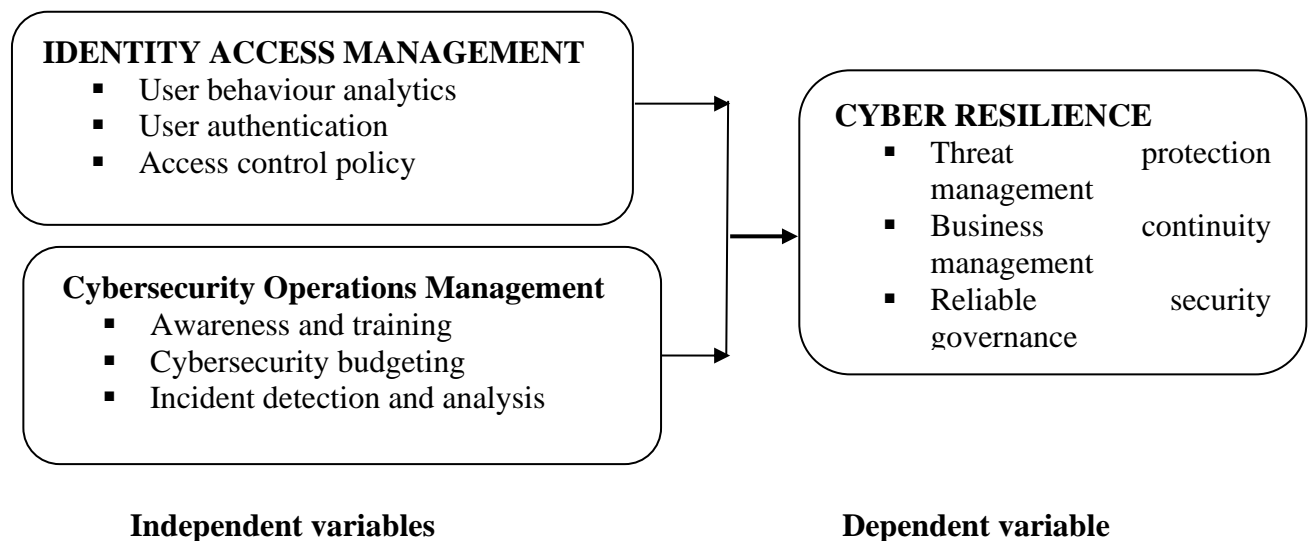 IDENTITY ACCESS MANAGEMENT
▪ User behaviour analytics
▪ User authentication
▪ Access control policy
Cybersecurity Operations Management
▪ Awareness and training
▪ Cybersecurity budgeting
▪ Incident detection and analysis
CYBER RESILIENCE
▪ Threat protection
management
▪ Business continuity
management
▪ Reliable security
governance
Independent variables
Dependent variable